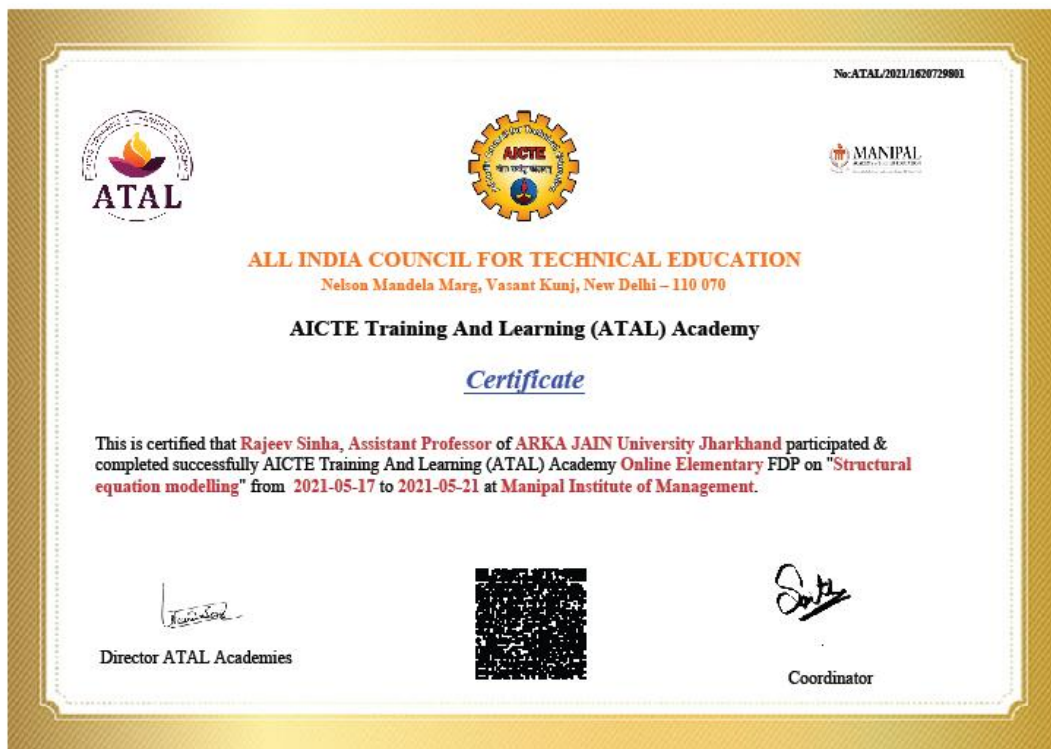 No:ATAL/2021/1620729801
ATAL
AICTE
MANIPAL
ALL INDIA COUNCIL FOR TECHNICAL EDUCATION
Nelson Mandela Marg, Vasant Kunj, New Delhi – 110 070
AICTE Training And Learning (ATAL) Academy
Certificate
This is certified that Rajeev Sinha, Assistant Professor of ARKA JAIN University Jharkhand participated &
completed successfully AICTE Training And Learning (ATAL) Academy Online Elementary FDP on "Structural
equation modelling" from 2021-05-17 to 2021-05-21 at Manipal Institute of Management.
Director ATAL Academies
Coordinator